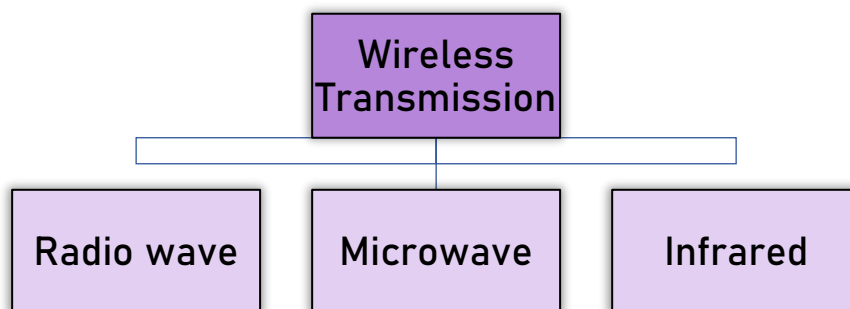 Wireless
Transmission
Radio wave
Microwave
Infrared